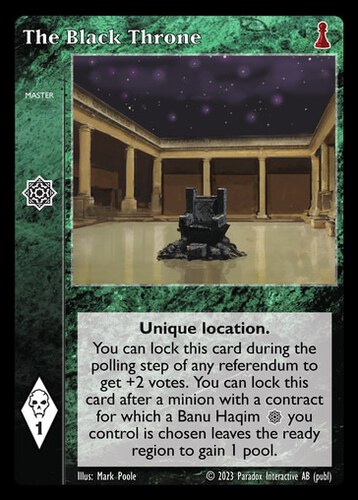 The Black Throne
MASTER
Unique location.
You can lock this card during the
polling step of any referendum to
get +2 votes. You can lock this
card after a minion with a contract
for which a Banu Haqim you
control is chosen leaves the ready
region to gain 1 pool.
1
Illus: Mark Poole © 2023 Paradox Interactive AB (publ)